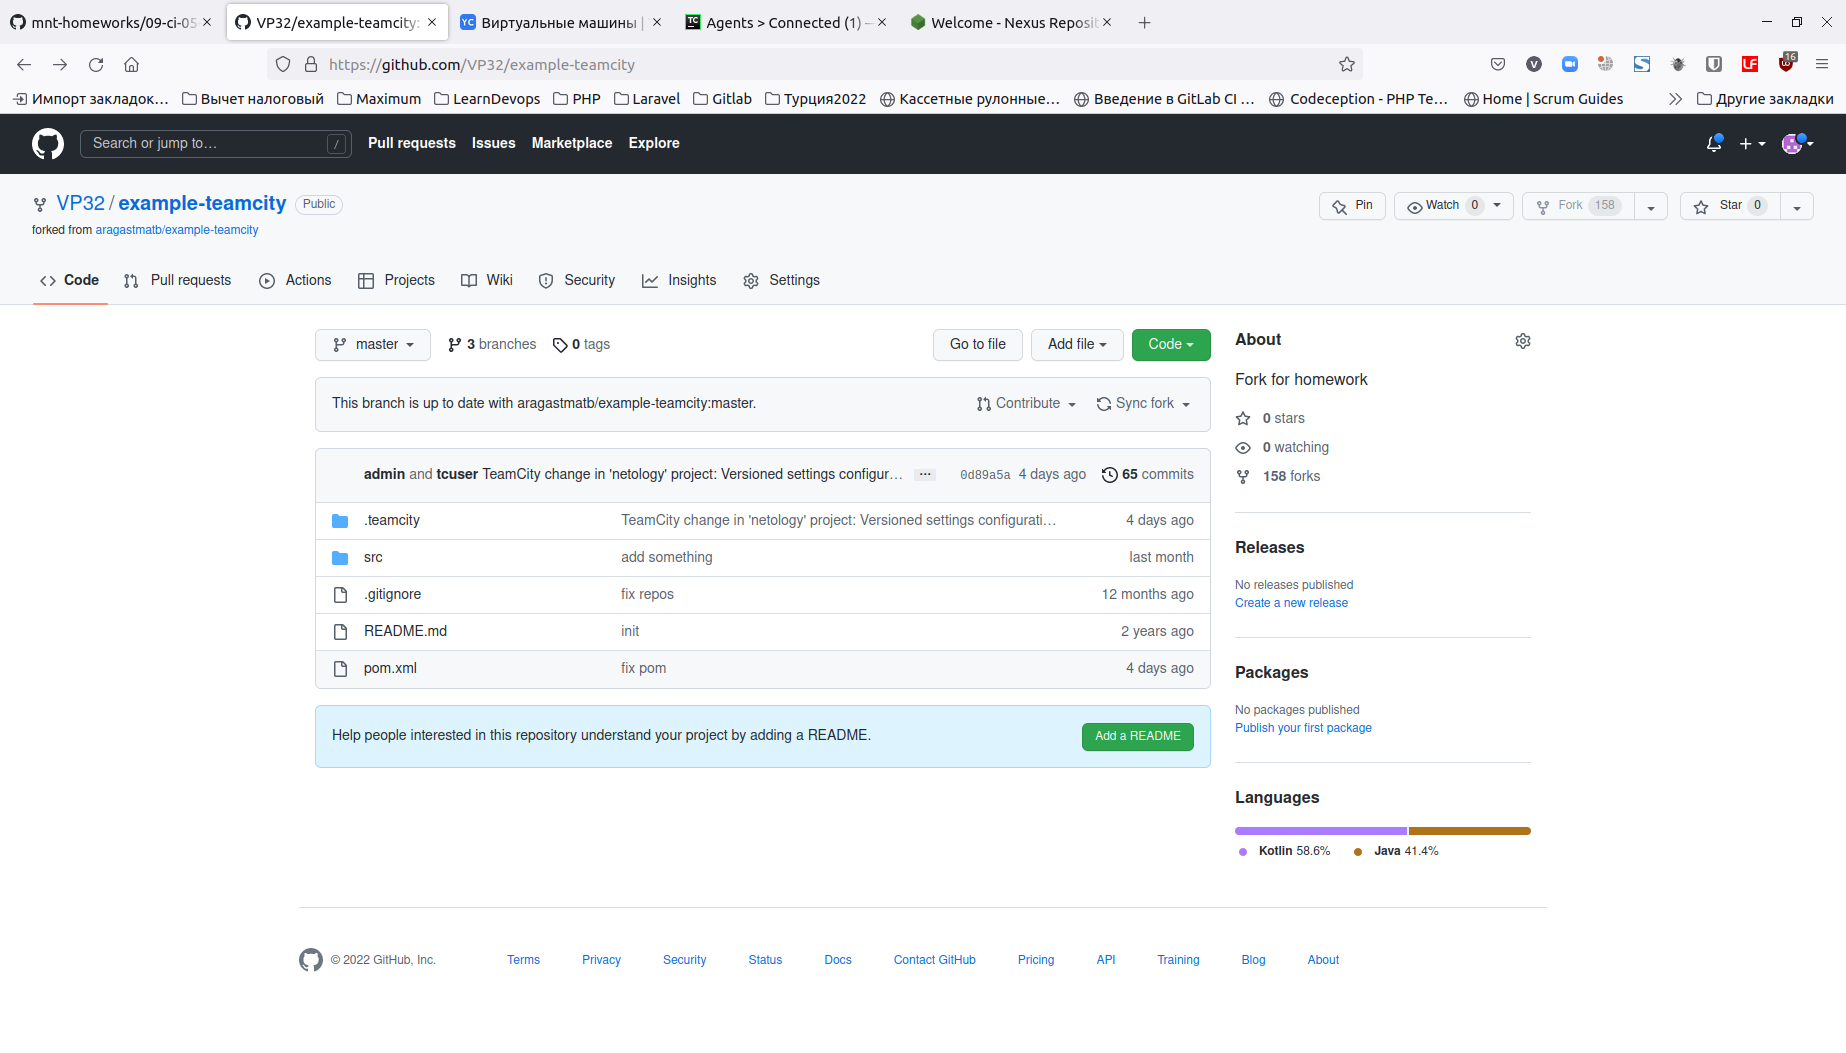 mnt-homeworks/09-ci-05
VP32/example-teamcity:
YC Виртуальные машины |
TC Agents > Connected (1) –
Welcome - Nexus Reposit
https://github.com/VP32/example-teamcity
V
LF
16
Импорт закладок…
Вычет налоговый
Maximum
LearnDevops
PHP
Laravel
Gitlab
Турция2022
Кассетные рулонные…
Введение в GitLab CI …
Codeception - PHP Te…
Home | Scrum Guides
Другие закладки
Search or jump to…
/
Pull requests
Issues
Marketplace
Explore
VP32 / example-teamcity Public
Pin
Watch 0
Fork 158
Star 0
forked from aragastmatb/example-teamcity
Code
Pull requests
Actions
Projects
Wiki
Security
Insights
Settings
master
3 branches
0 tags
Go to file
Add file
Code
This branch is up to date with aragastmatb/example-teamcity:master.
Contribute
Sync fork
admin and tcuser TeamCity change in 'netology' project: Versioned settings configur… ... 0d89a5a 4 days ago 65 commits
.teamcity TeamCity change in 'netology' project: Versioned settings configurati… 4 days ago
src add something last month
.gitignore fix repos 12 months ago
README.md init 2 years ago
pom.xml fix pom 4 days ago
Help people interested in this repository understand your project by adding a README.
Add a README
About
Fork for homework
0 stars
0 watching
158 forks
Releases
No releases published
Create a new release
Packages
No packages published
Publish your first package
Languages
Kotlin 58.6%
Java 41.4%
© 2022 GitHub, Inc.
Terms
Privacy
Security
Status
Docs
Contact GitHub
Pricing
API
Training
Blog
About